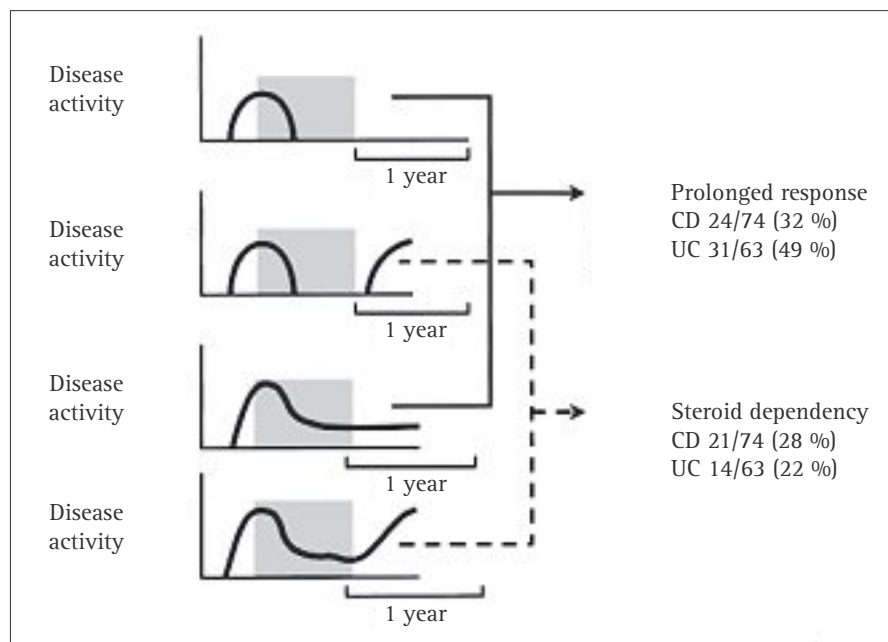 Disease
activity
1 year
Disease
activity
1 year
Disease
activity
1 year
Disease
activity
1 year
Prolonged response
CD 24/74 (32 %)
UC 31/63 (49 %)
Steroid dependency
CD 21/74 (28 %)
UC 14/63 (22 %)